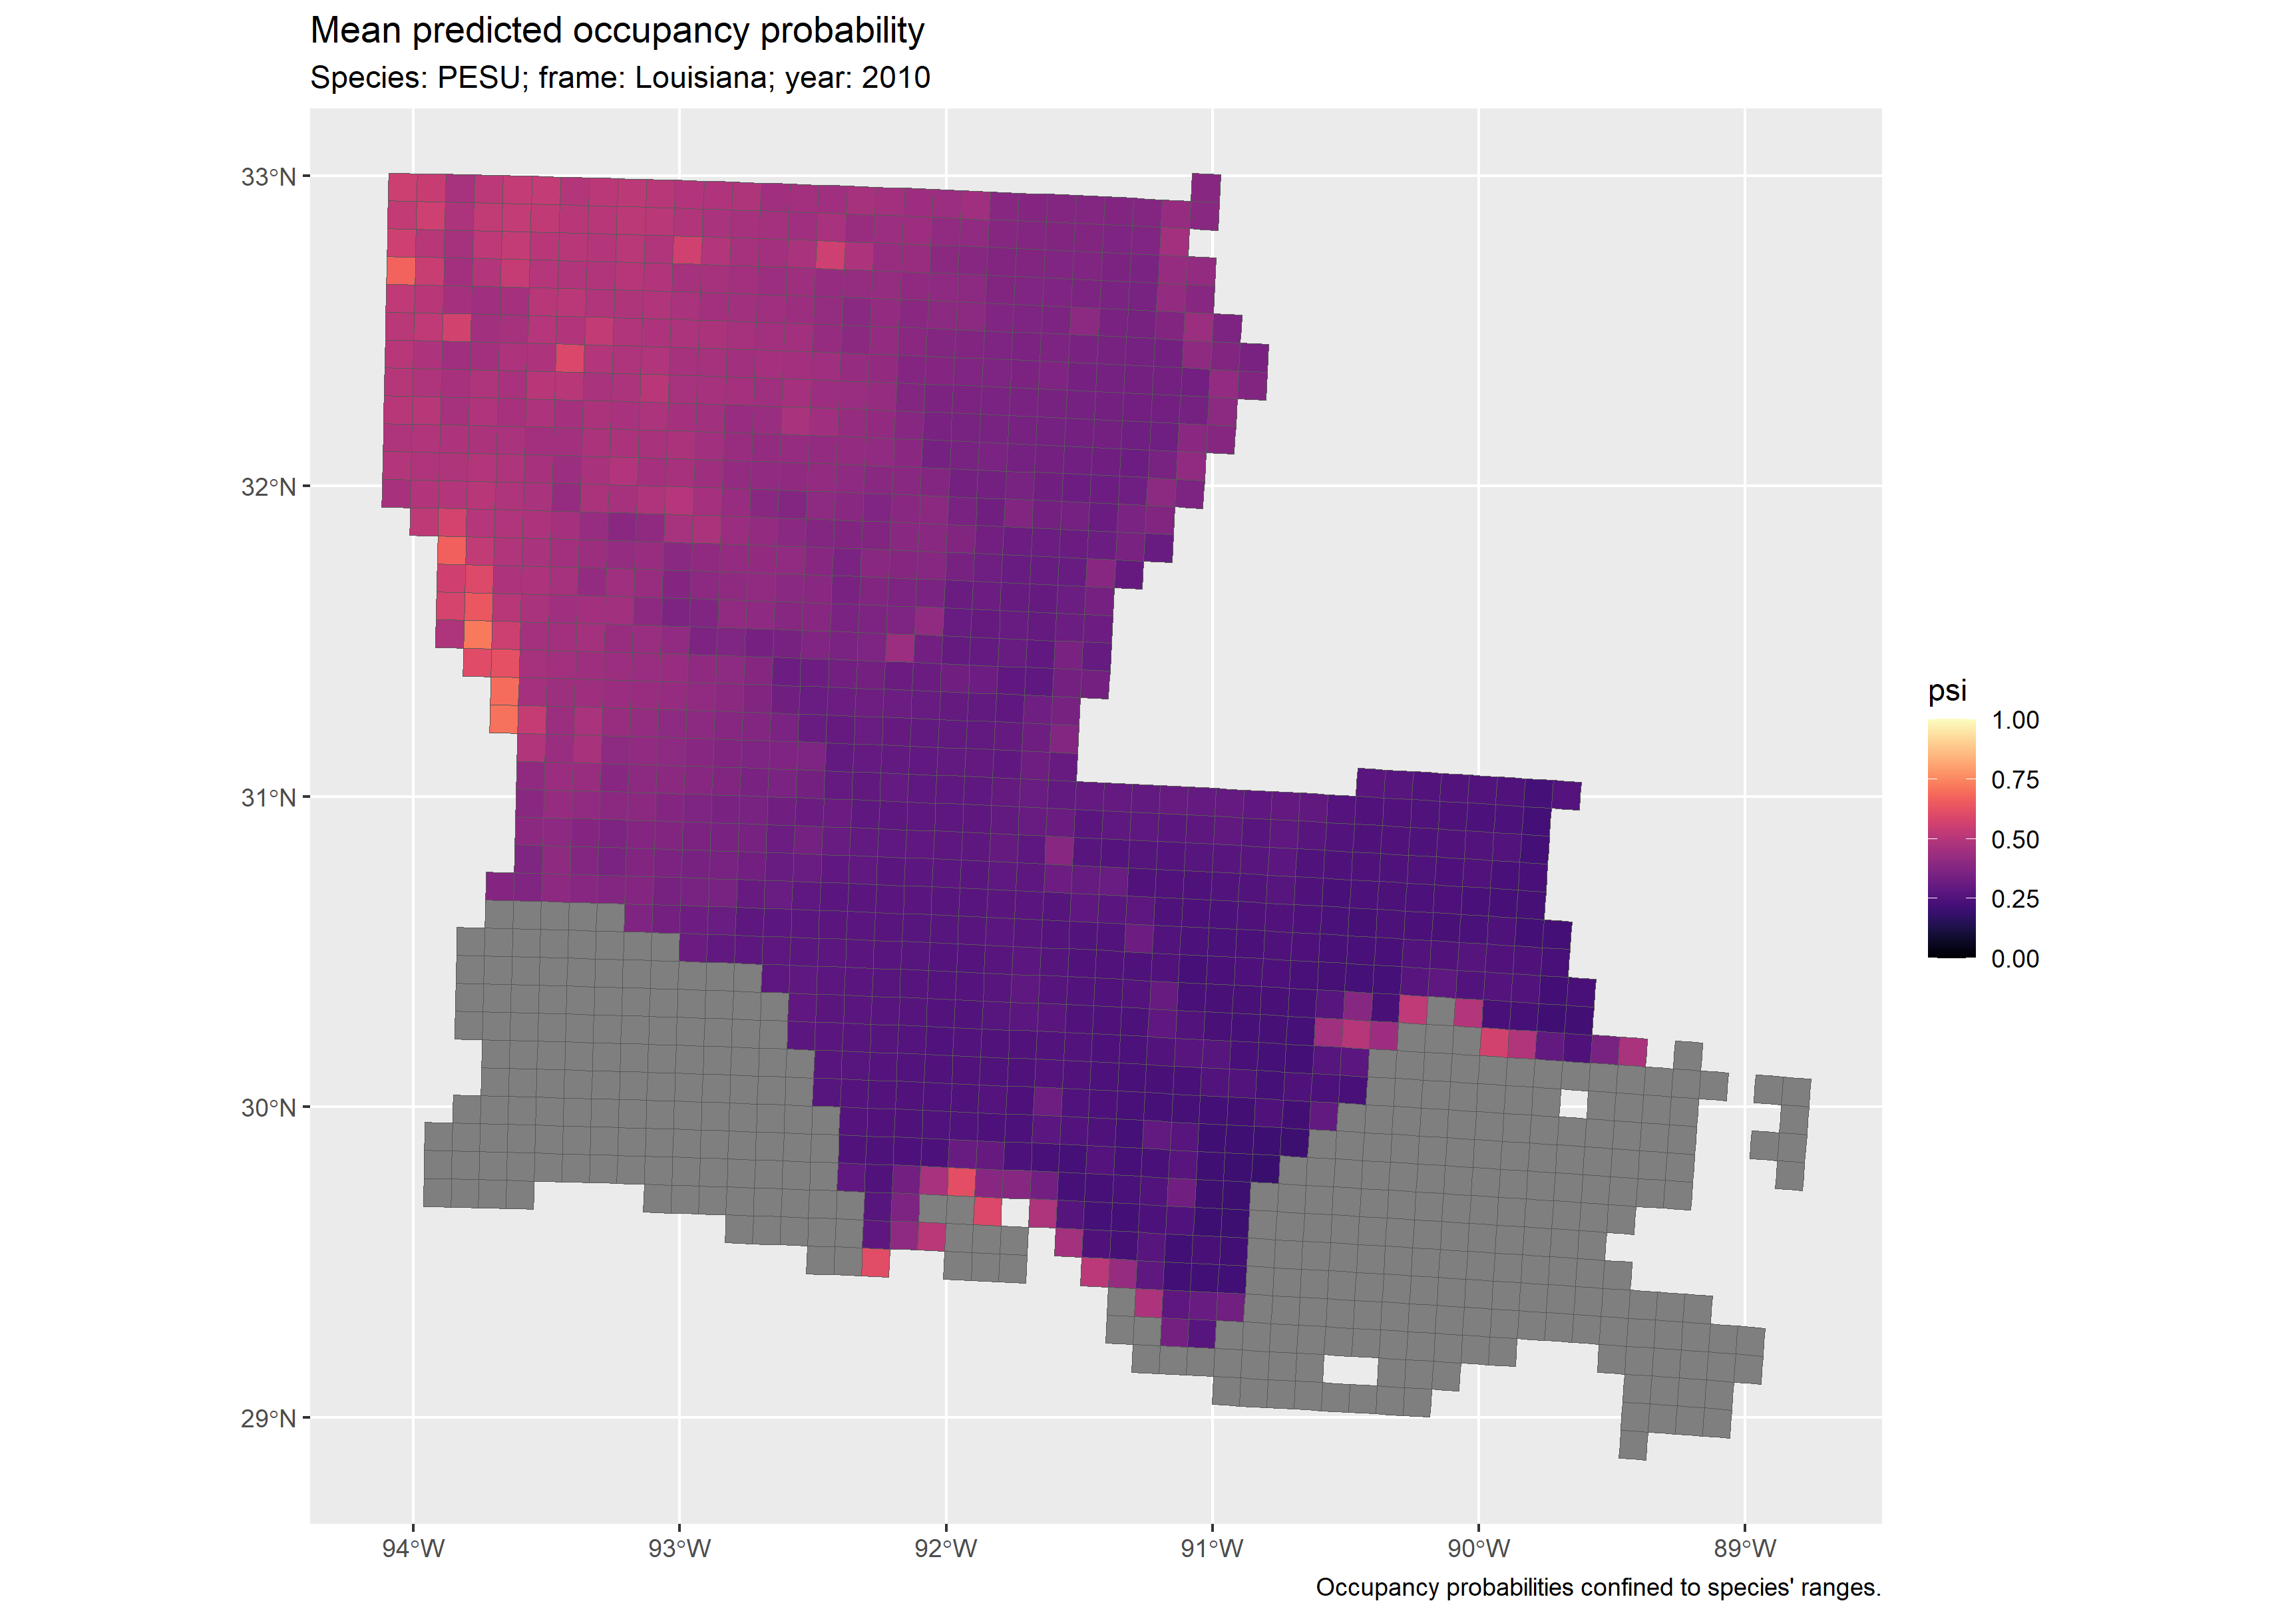 Mean predicted occupancy probability
Species: PESU; frame: Louisiana; year: 2010
33°N
32°N
31°N
30°N
29°N
94°W
93°W
92°W
91°W
90°W
89°W
psi
1.00
0.75
0.50
0.25
0.00
Occupancy probabilities confined to species' ranges.